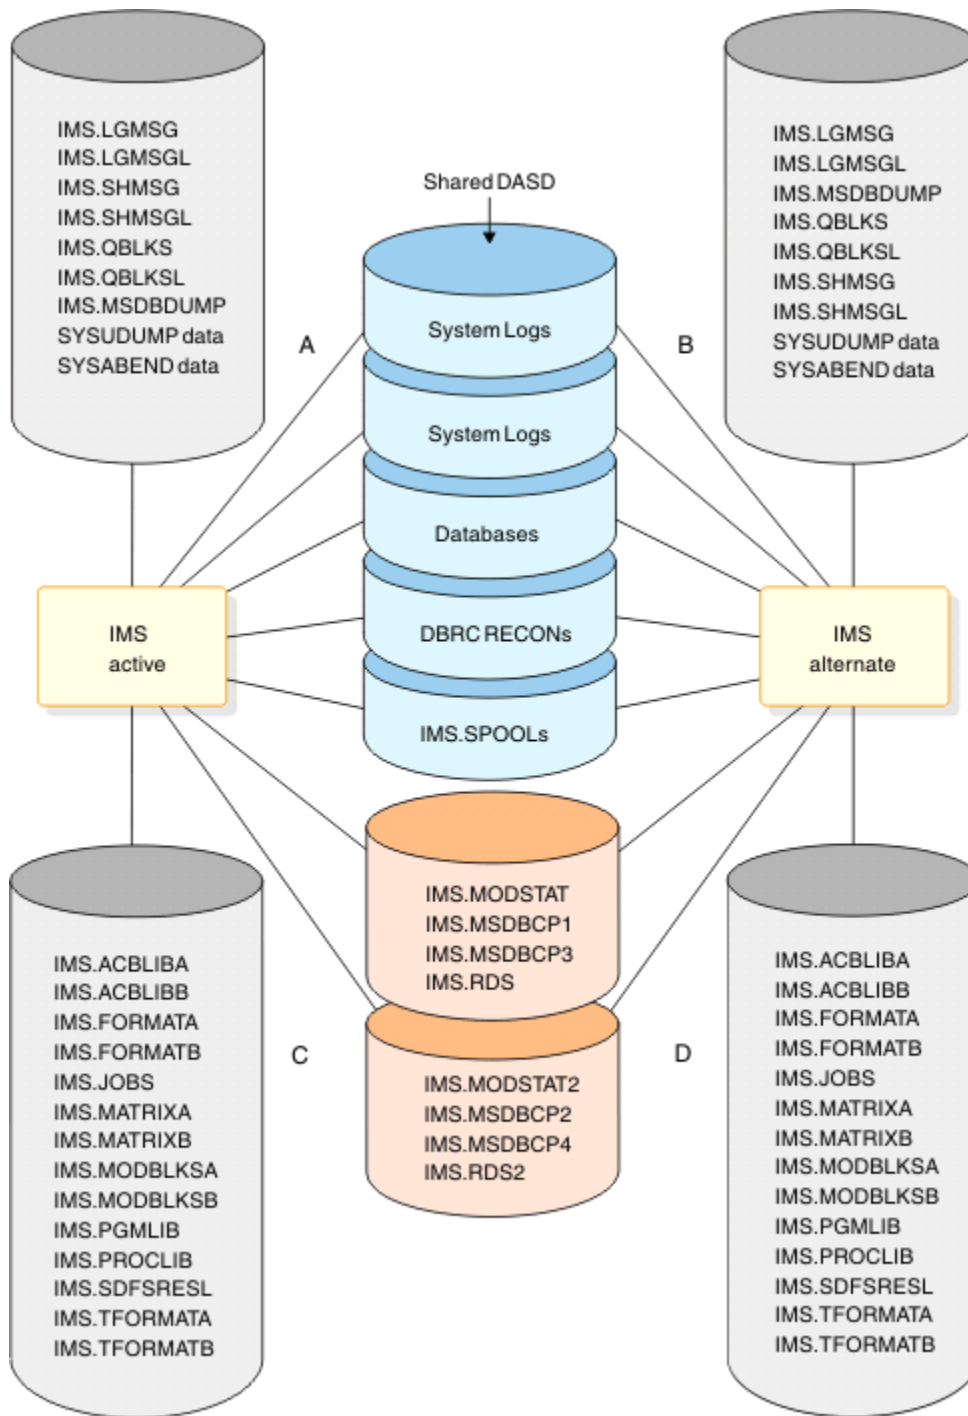 IMS.LGMSG
IMS.LGMSGL
IMS.SHMSG
IMS.SHMSGL
IMS.QBLKS
IMS.QBLKSL
IMS.MSDBDUMP
SYSUDUMP data
SYSABEND data
Shared DASD
IMS.LGMSG
IMS.LGMSGL
IMS.MSDBDUMP
IMS.QBLKS
IMS.QBLKSL
IMS.SHMSG
IMS.SHMSGL
SYSUDUMP data
SYSABEND data
A
B
System Logs
System Logs
Databases
DBRC RECONs
IMS.SPOOLs
IMS
active
IMS
alternate
IMS.MODSTAT
IMS.MSDBCP1
IMS.MSDBCP3
IMS.RDS
IMS.MODSTAT2
IMS.MSDBCP2
IMS.MSDBCP4
IMS.RDS2
C
D
IMS.ACBLIBA
IMS.ACBLIBB
IMS.FORMATA
IMS.FORMATB
IMS.JOBS
IMS.MATRIXA
IMS.MATRIXB
IMS.MODBLKSA
IMS.MODBLKSB
IMS.PGMLIB
IMS.PROCLIB
IMS.SDFSRESL
IMS.TFORMATA
IMS.TFORMATB
IMS.ACBLIBA
IMS.ACBLIBB
IMS.FORMATA
IMS.FORMATB
IMS.JOBS
IMS.MATRIXA
IMS.MATRIXB
IMS.MODBLKSA
IMS.MODBLKSB
IMS.PGMLIB
IMS.PROCLIB
IMS.SDFSRESL
IMS.TFORMATA
IMS.TFORMATB